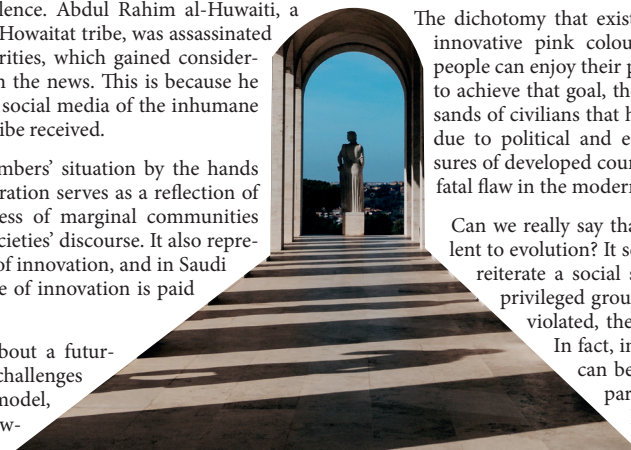 lence. Abdul Rahim al-Huwaiti, a
Howaitat tribe, was assassinated
rities, which gained consider-
n the news. This is because he
social media of the inhumane
ibe received.
mbers’ situation by the hands
ration serves as a reflection of
ess of marginal communities
cieties’ discourse. It also repre-
of innovation, and in Saudi
e of innovation is paid
bout a futur-
challenges
model,
w-
The dichotomy that exist
innovative pink colou
people can enjoy their p
to achieve that goal, th
sands of civilians that h
due to political and e
sures of developed coun
fatal flaw in the modern
Can we really say tha
lent to evolution? It se
reiterate a social s
privileged grou
violated, the
In fact, in
can be
par